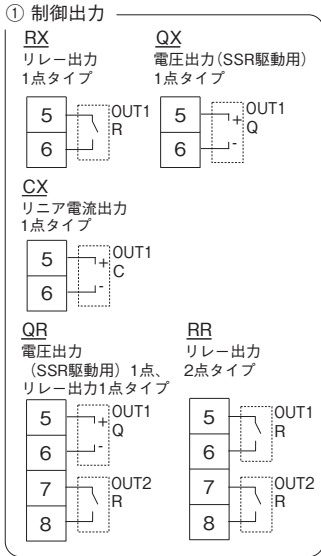 ① 制御出力
RX
リレー出力
1点タイプ
5
6
OUT1
R
QX
電圧出力(SSR駆動用)
1点タイプ
5
6
+
-
OUT1
Q
CX
リニア電流出力
1点タイプ
5
6
+
-
OUT1
C
QR
電圧出力
(SSR駆動用) 1点、
リレー出力1点タイプ
5
6
7
8
+
-
OUT1
Q
OUT2
R
RR
リレー出力
2点タイプ
5
6
7
8
OUT1
R
OUT2
R